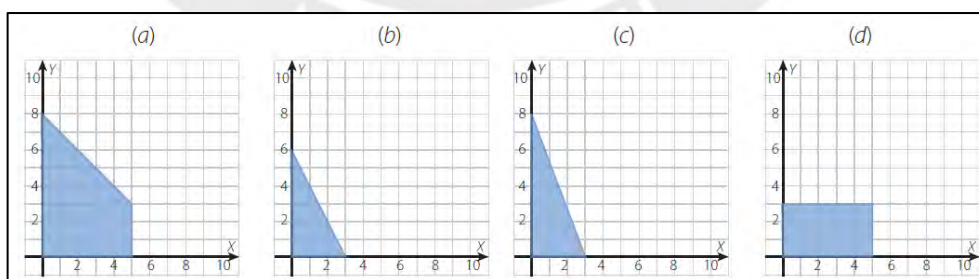 (a) (b) (c) (d)
Y Y Y Y
10 10 10 10
8 8 8 8
6 6 6 6
4 4 4 4
2 2 2 2
X X X X
2 4 6 8 10 2 4 6 8 10 2 4 6 8 10 2 4 6 8 10